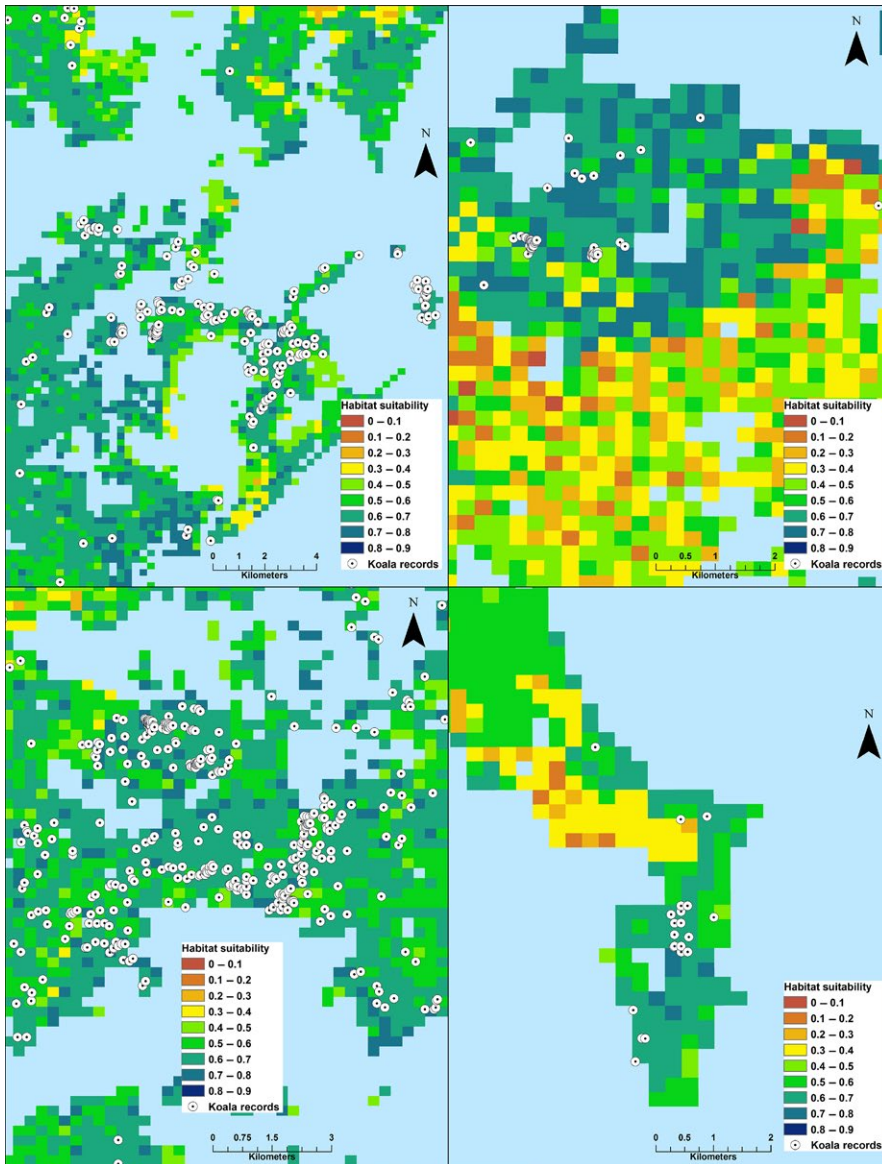 N
Habitat suitability
0 – 0.1
0.1 – 0.2
0.2 – 0.3
0.3 – 0.4
0.4 – 0.5
0.5 – 0.6
0.6 – 0.7
0.7 – 0.8
0.8 – 0.9
Koala records
0 1 2 4
Kilometers
N
Habitat suitability
0 – 0.1
0.1 – 0.2
0.2 – 0.3
0.3 – 0.4
0.4 – 0.5
0.5 – 0.6
0.6 – 0.7
0.7 – 0.8
0.8 – 0.9
Koala records
0 0.5 1 2
Kilometers
N
Habitat suitability
0 – 0.1
0.1 – 0.2
0.2 – 0.3
0.3 – 0.4
0.4 – 0.5
0.5 – 0.6
0.6 – 0.7
0.7 – 0.8
0.8 – 0.9
Koala records
0 0.75 1.5 3
Kilometers
N
Habitat suitability
0 – 0.1
0.1 – 0.2
0.2 – 0.3
0.3 – 0.4
0.4 – 0.5
0.5 – 0.6
0.6 – 0.7
0.7 – 0.8
0.8 – 0.9
Koala records
0 0.5 1 2
Kilometers